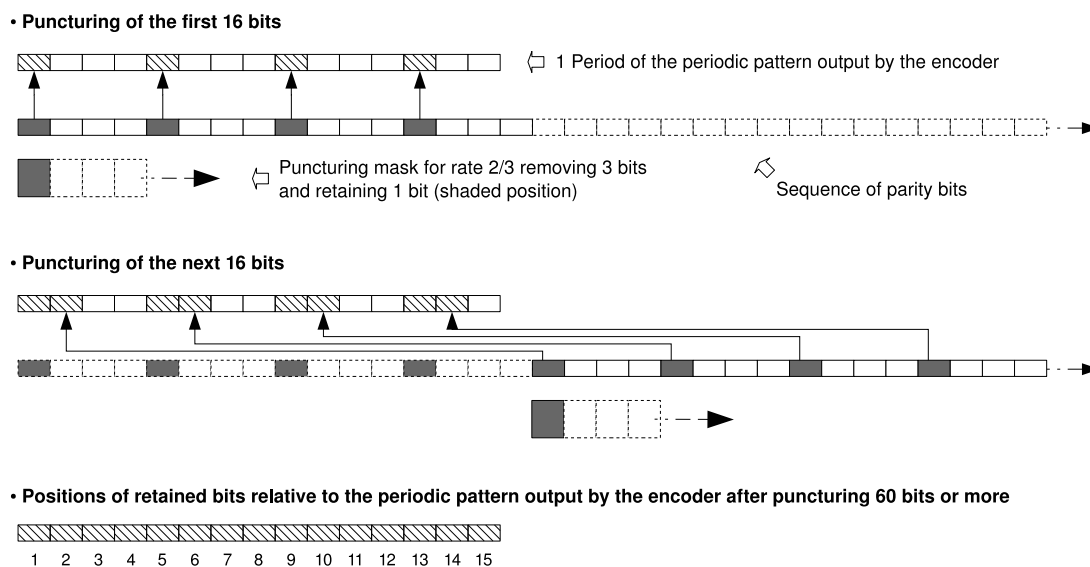 • Puncturing of the first 16 bits
1 Period of the periodic pattern output by the encoder
Puncturing mask for rate 2/3 removing 3 bits
and retaining 1 bit (shaded position)
Sequence of parity bits
• Puncturing of the next 16 bits
• Positions of retained bits relative to the periodic pattern output by the encoder after puncturing 60 bits or more
1 2 3 4 5 6 7 8 9 10 11 12 13 14 15